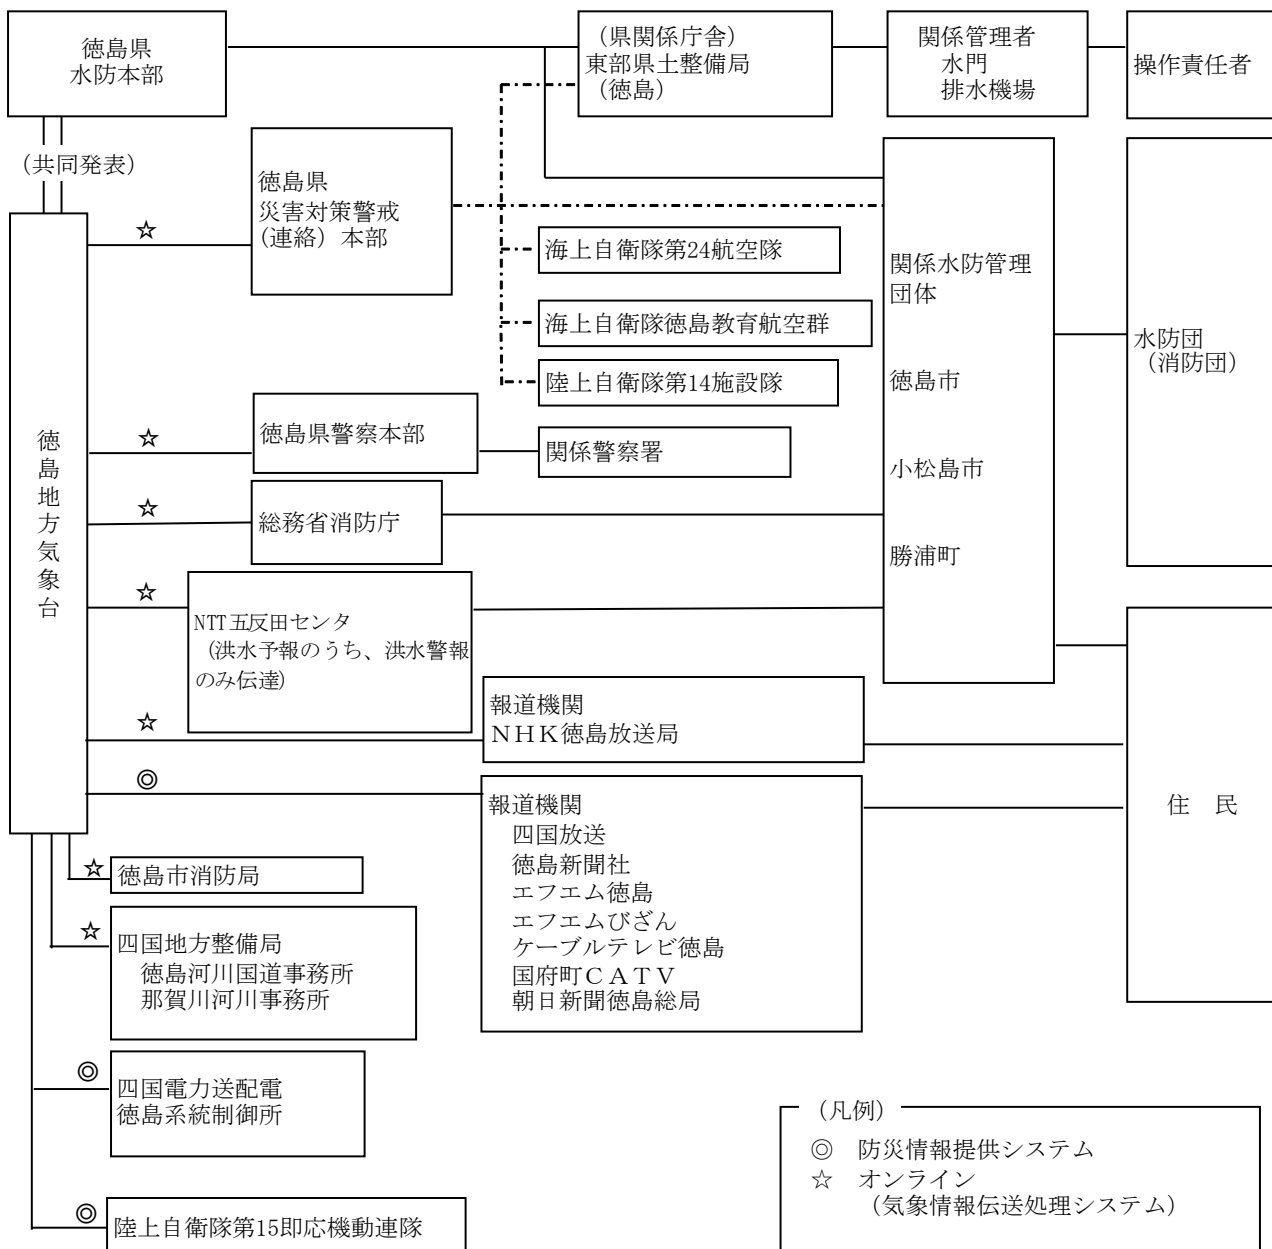 徳島県
水防本部
(県関係庁舎)
東部県土整備局
(徳島)
関係管理者
水門
排水機場
操作責任者
(共同発表)
徳島県
災害対策警戒
(連絡) 本部
☆
海上自衛隊第24航空隊
海上自衛隊徳島教育航空群
陸上自衛隊第14施設隊
関係水防管理
団体
徳島市
小松島市
勝浦町
水防団
(消防団)
徳島地方気象台
☆
徳島県警察本部
関係警察署
☆
総務省消防庁
☆
NTT五反田センタ
(洪水予報のうち、洪水警報
のみ伝達)
☆
報道機関
NHK徳島放送局
◎
報道機関
四国放送
徳島新聞社
エフエム徳島
エフエムびざん
ケーブルテレビ徳島
国府町CATV
朝日新聞徳島総局
住 民
☆
徳島市消防局
☆
四国地方整備局
徳島河川国道事務所
那賀川河川事務所
◎
四国電力送配電
徳島系統制御所
◎
陸上自衛隊第15即応機動連隊
(凡例)
◎ 防災情報提供システム
☆ オンライン
(気象情報伝送処理システム)